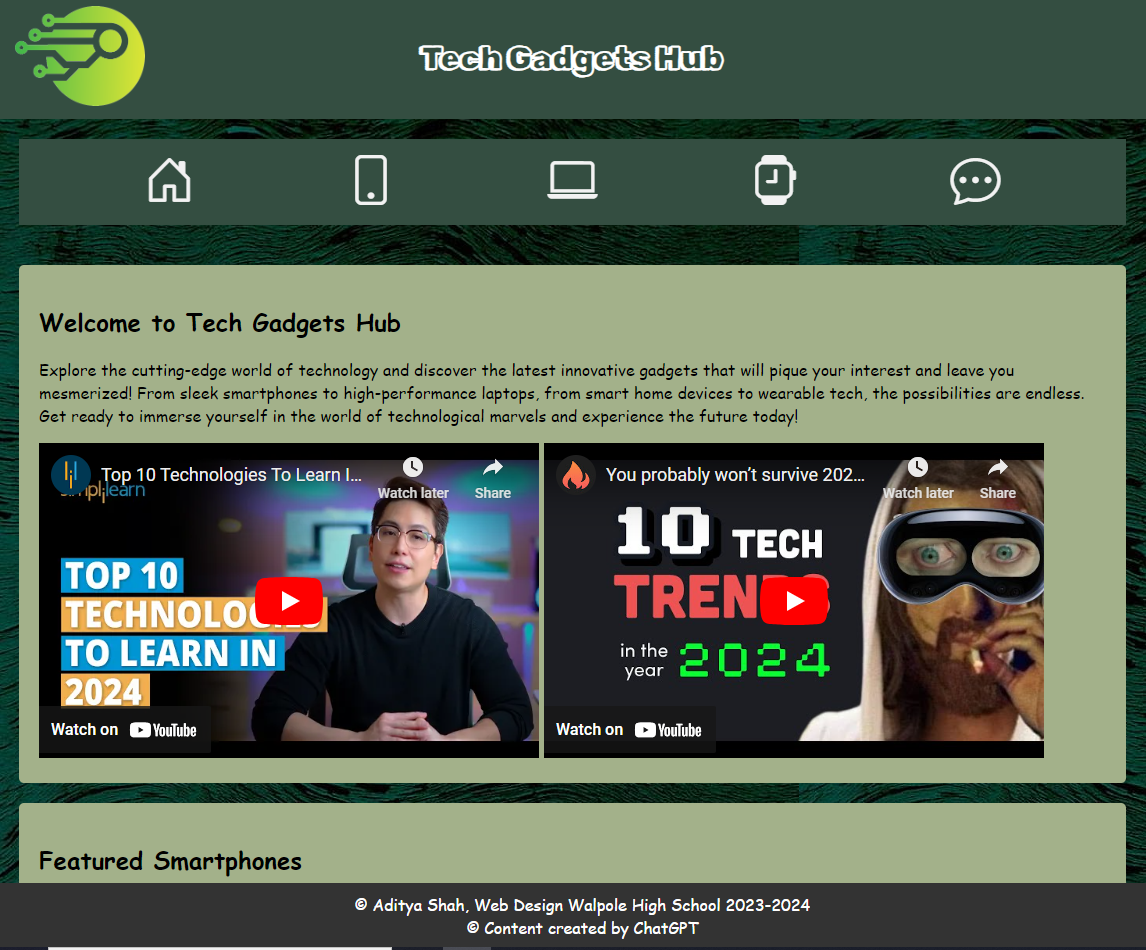 Tech Gadgets Hub
Welcome to Tech Gadgets Hub
Explore the cutting-edge world of technology and discover the latest innovative gadgets that will pique your interest and leave you
mesmerized! From sleek smartphones to high-performance laptops, from smart home devices to wearable tech, the possibilities are endless.
Get ready to immerse yourself in the world of technological marvels and experience the future today!
Top 10 Technologies To Learn I...
Watch later
Share
simplilearn
TOP 10
TECHNOLOGIES
TO LEARN IN
2024
Watch on YouTube
You probably won’t survive 202...
Watch later
Share
10 TECH
TRENDS
in the
year 2024
Watch on YouTube
Featured Smartphones
© Aditya Shah, Web Design Walpole High School 2023-2024
© Content created by ChatGPT